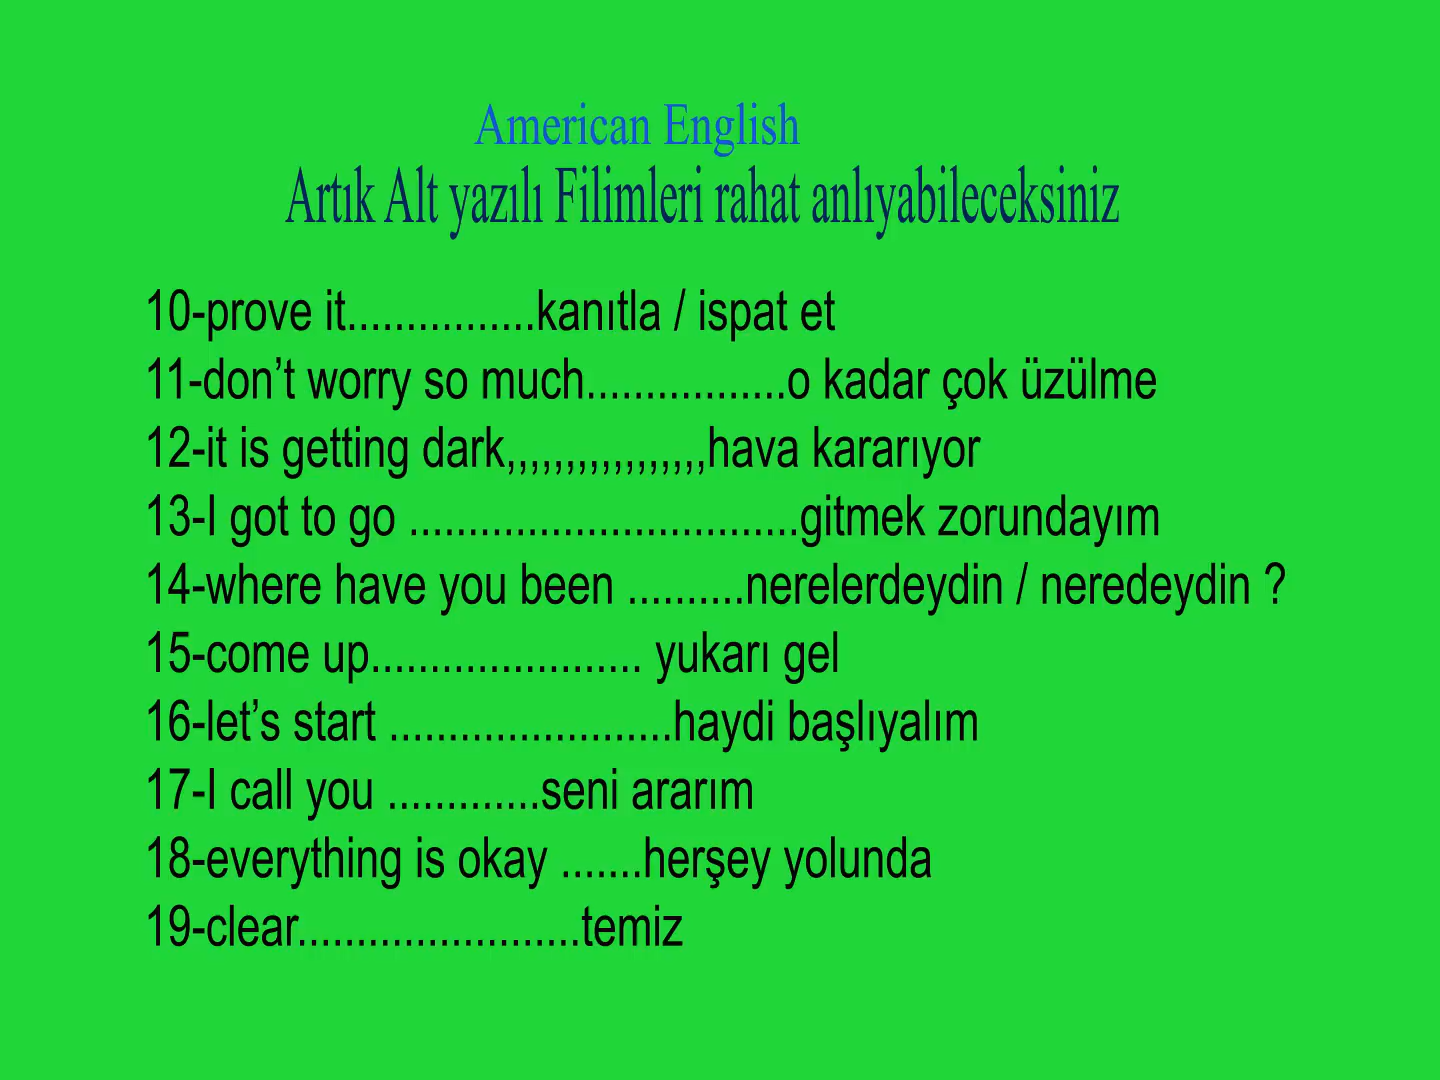 American English
Artık Alt yazılı Filimleri rahat anlıyabileceksiniz
10-prove it................kanıtla / ispat et
11-don’t worry so much.................o kadar çok üzülme
12-it is getting dark,,,,,,,,,,,,,,,,,hava kararıyor
13-I got to go .................................gitmek zorundayım
14-where have you been ..........nerelerdeydin / neredeydin ?
15-come up....................... yukarı gel
16-let’s start ........................haydi başlıyalım
17-I call you .............seni ararım
18-everything is okay .......herşey yolunda
19-clear........................temiz